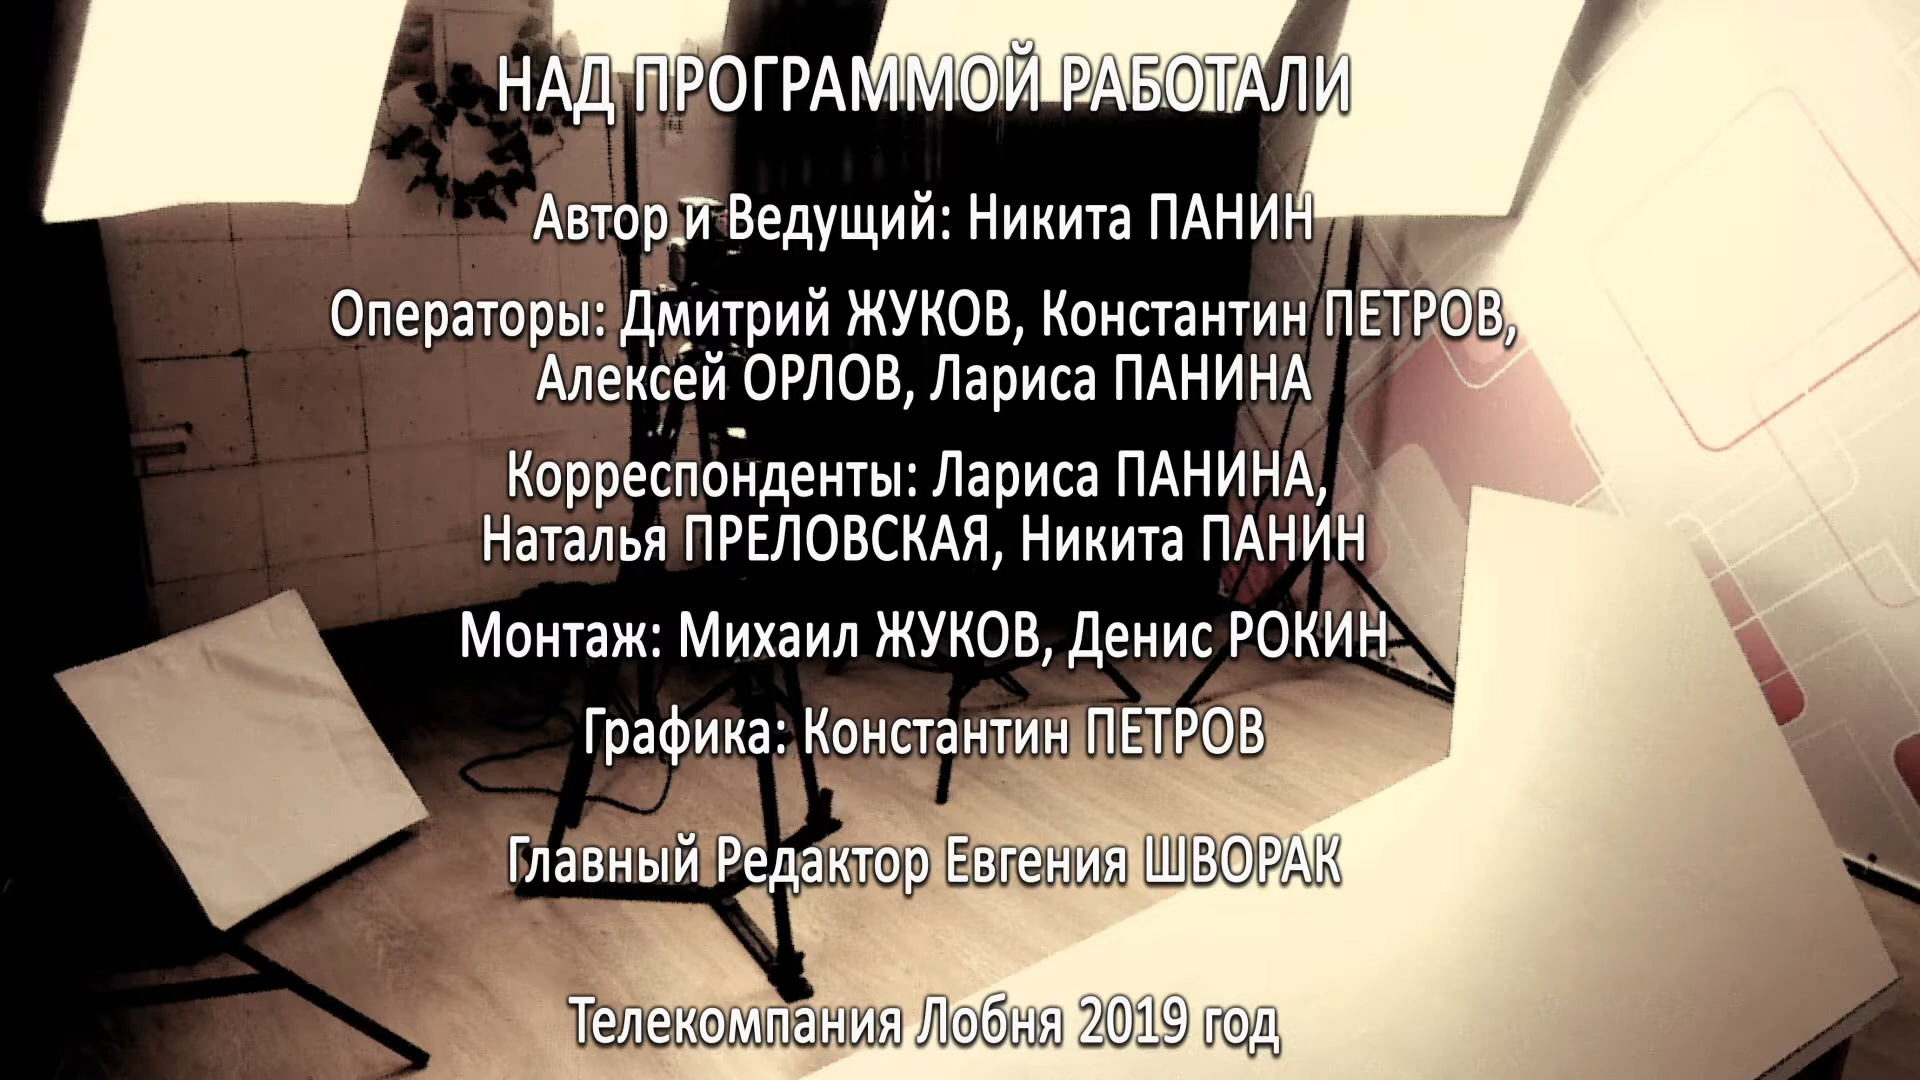 НАД ПРОГРАММОЙ РАБОТАЛИ
Автор и Ведущий: Никита ПАНИН
Операторы: Дмитрий ЖУКОВ, Константин ПЕТРОВ,
Алексей ОРЛОВ, Лариса ПАНИНА
Корреспонденты: Лариса ПАНИНА,
Наталья ПРЕЛОВСКАЯ, Никита ПАНИН
Монтаж: Михаил ЖУКОВ, Денис РОКИН
Графика: Константин ПЕТРОВ
Главный Редактор Евгения ШВОРАК
Телекомпания Лобня 2019 год